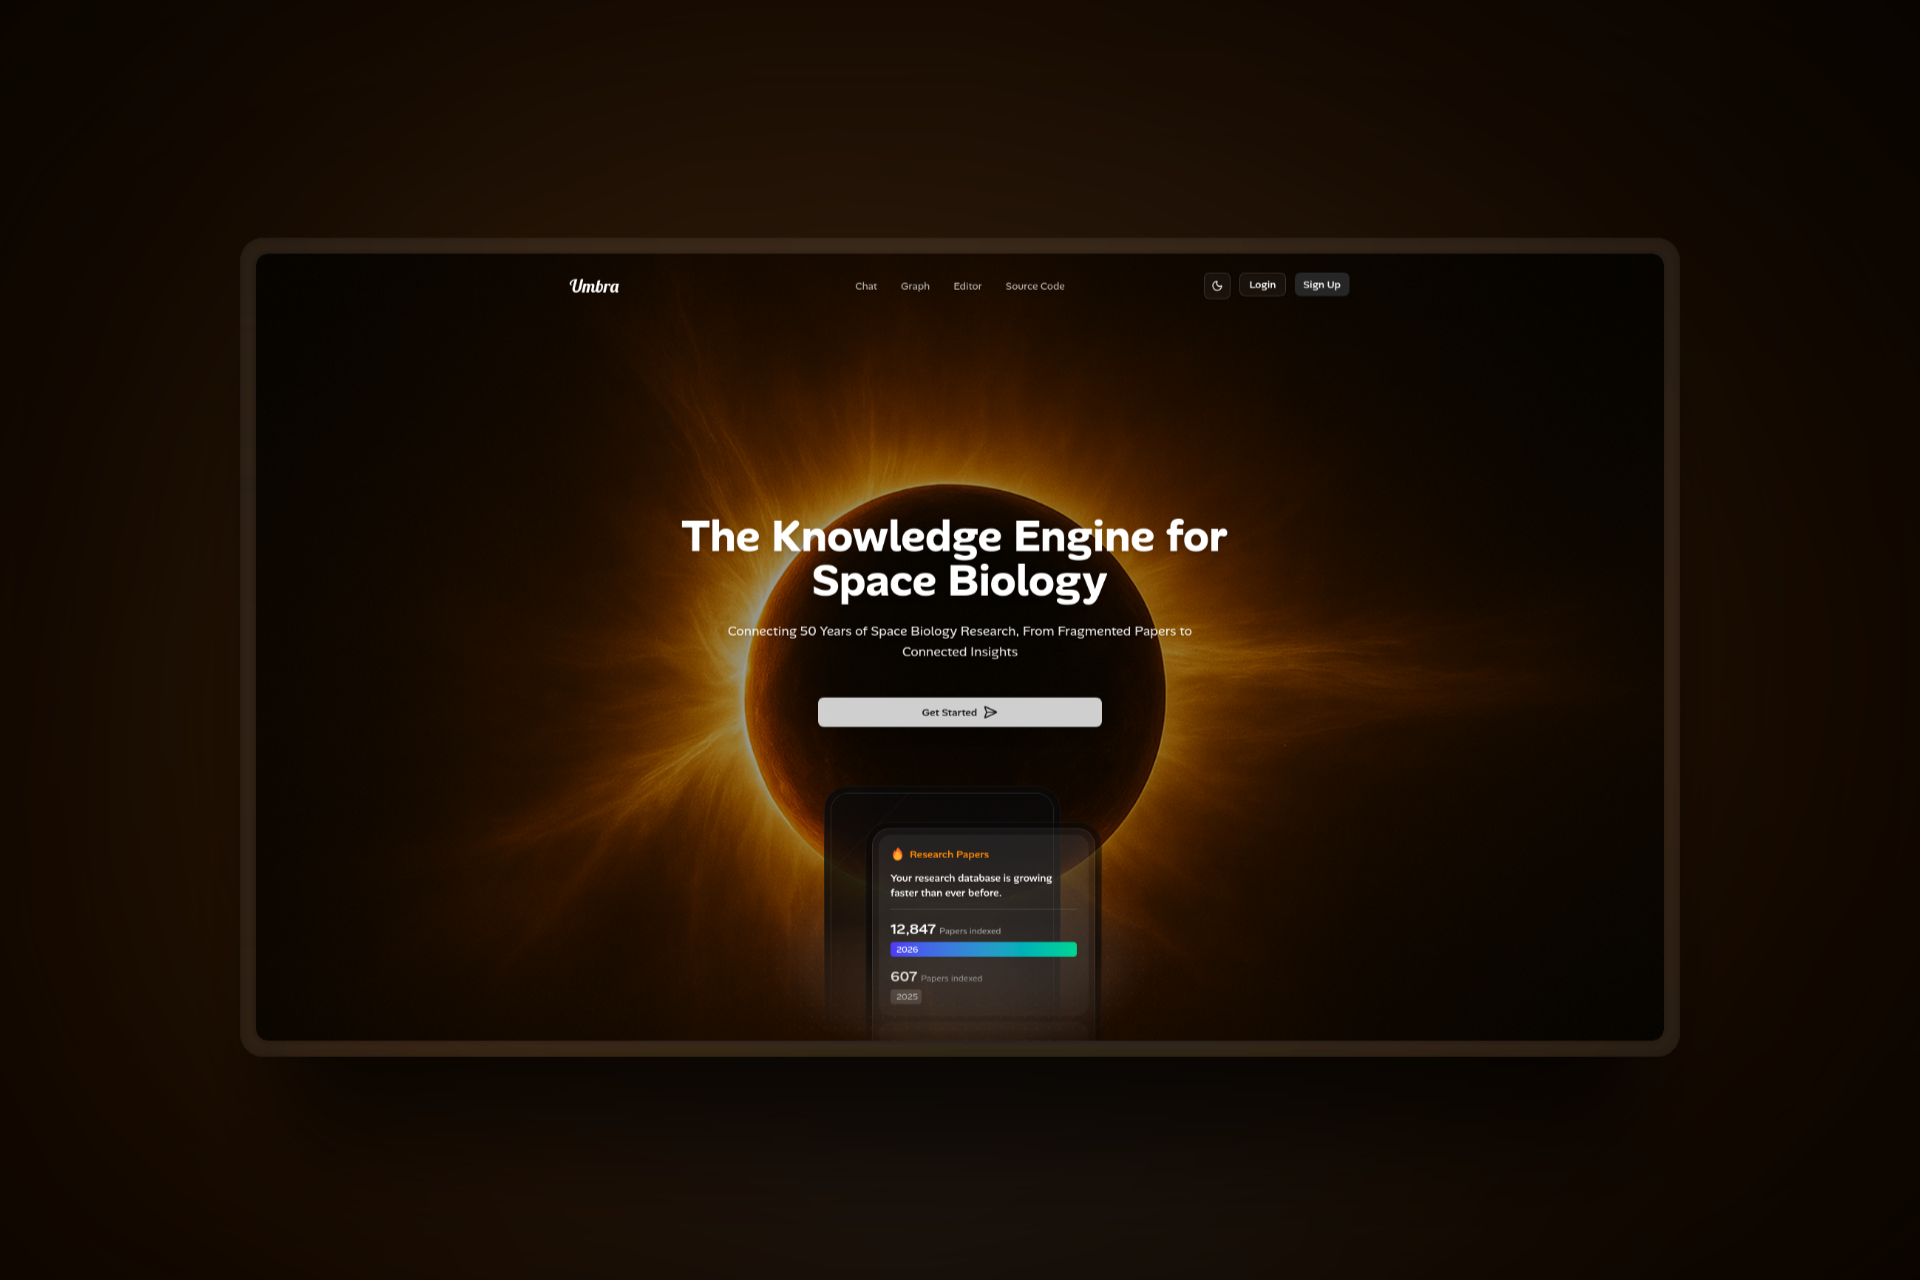 Umbra
Chat
Graph
Editor
Source Code
Login
Sign Up
The Knowledge Engine for
Space Biology
Connecting 50 Years of Space Biology Research, From Fragmented Papers to
Connected Insights
Get Started
Research Papers
Your research database is growing
faster than ever before.
12,847 Papers indexed
2026
607 Papers indexed
2025